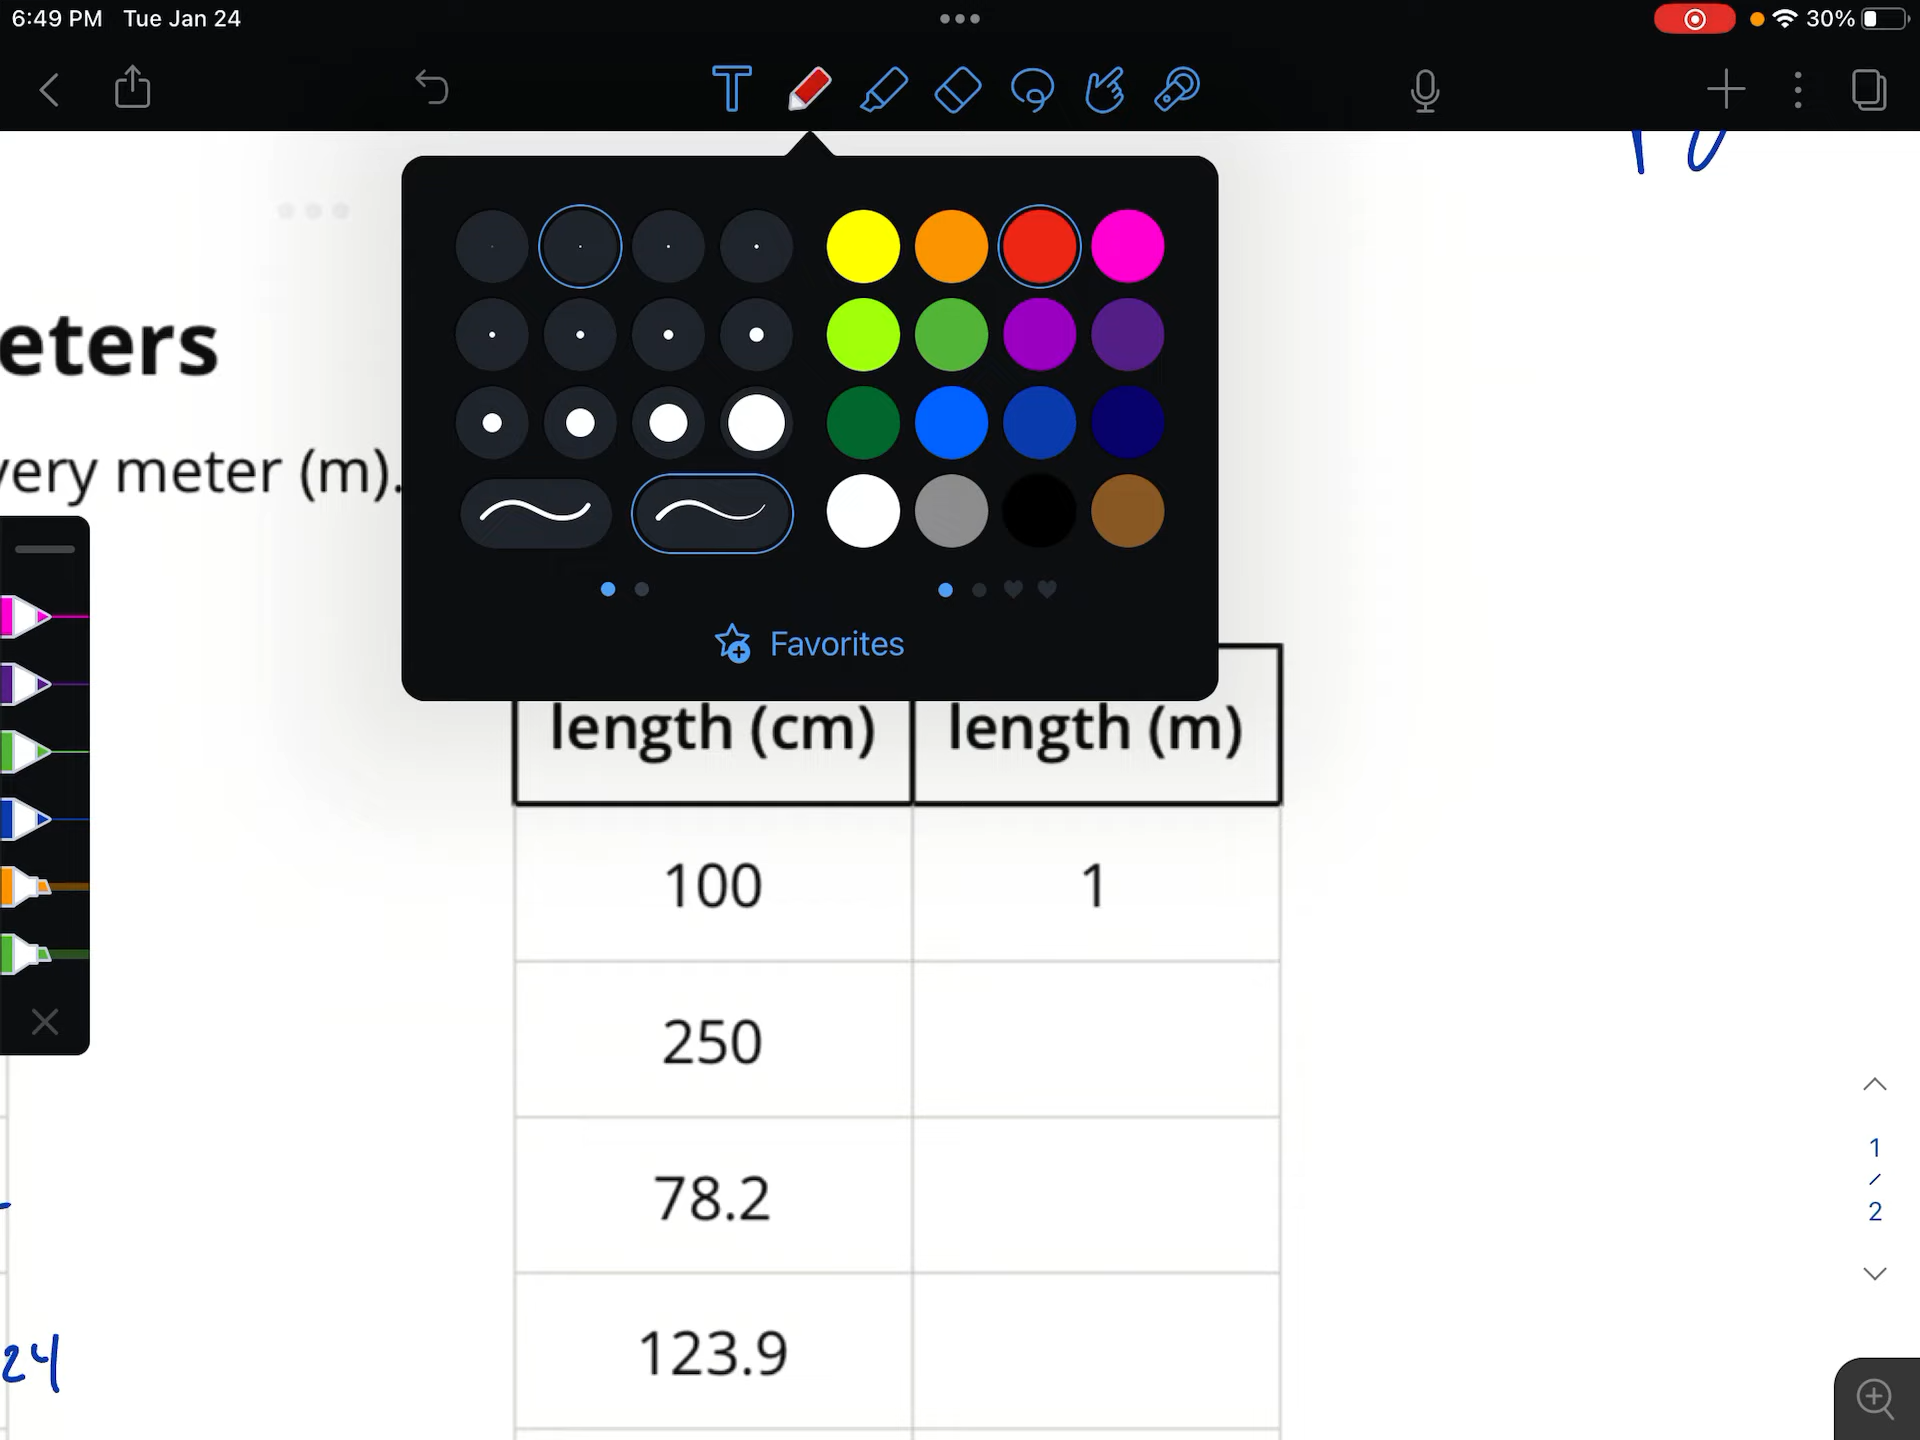 6:49 PM Tue Jan 24
30%
T
eters
very meter (m).
Favorites
length (cm) length (m)
100 1
250
78.2
123.9
24
1
/
2